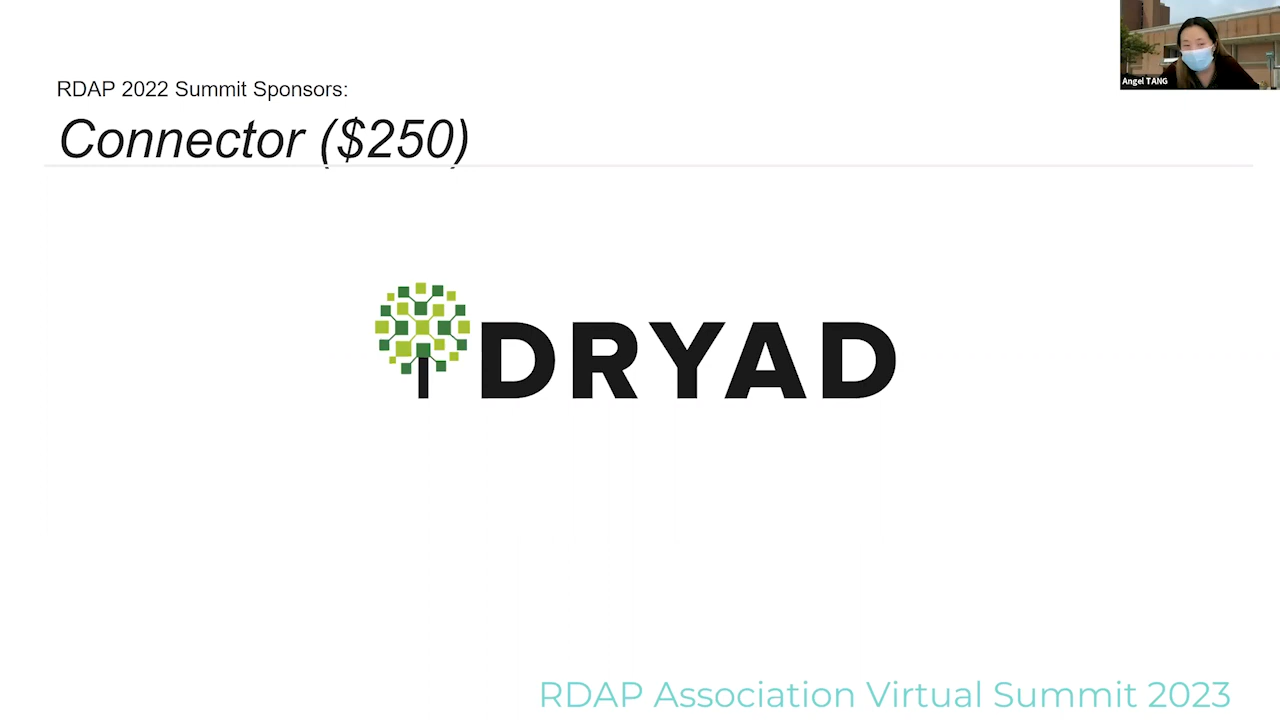 RDAP 2022 Summit Sponsors:
Connector ($250)
Angel TANG
DRYAD
RDAP Association Virtual Summit 2023